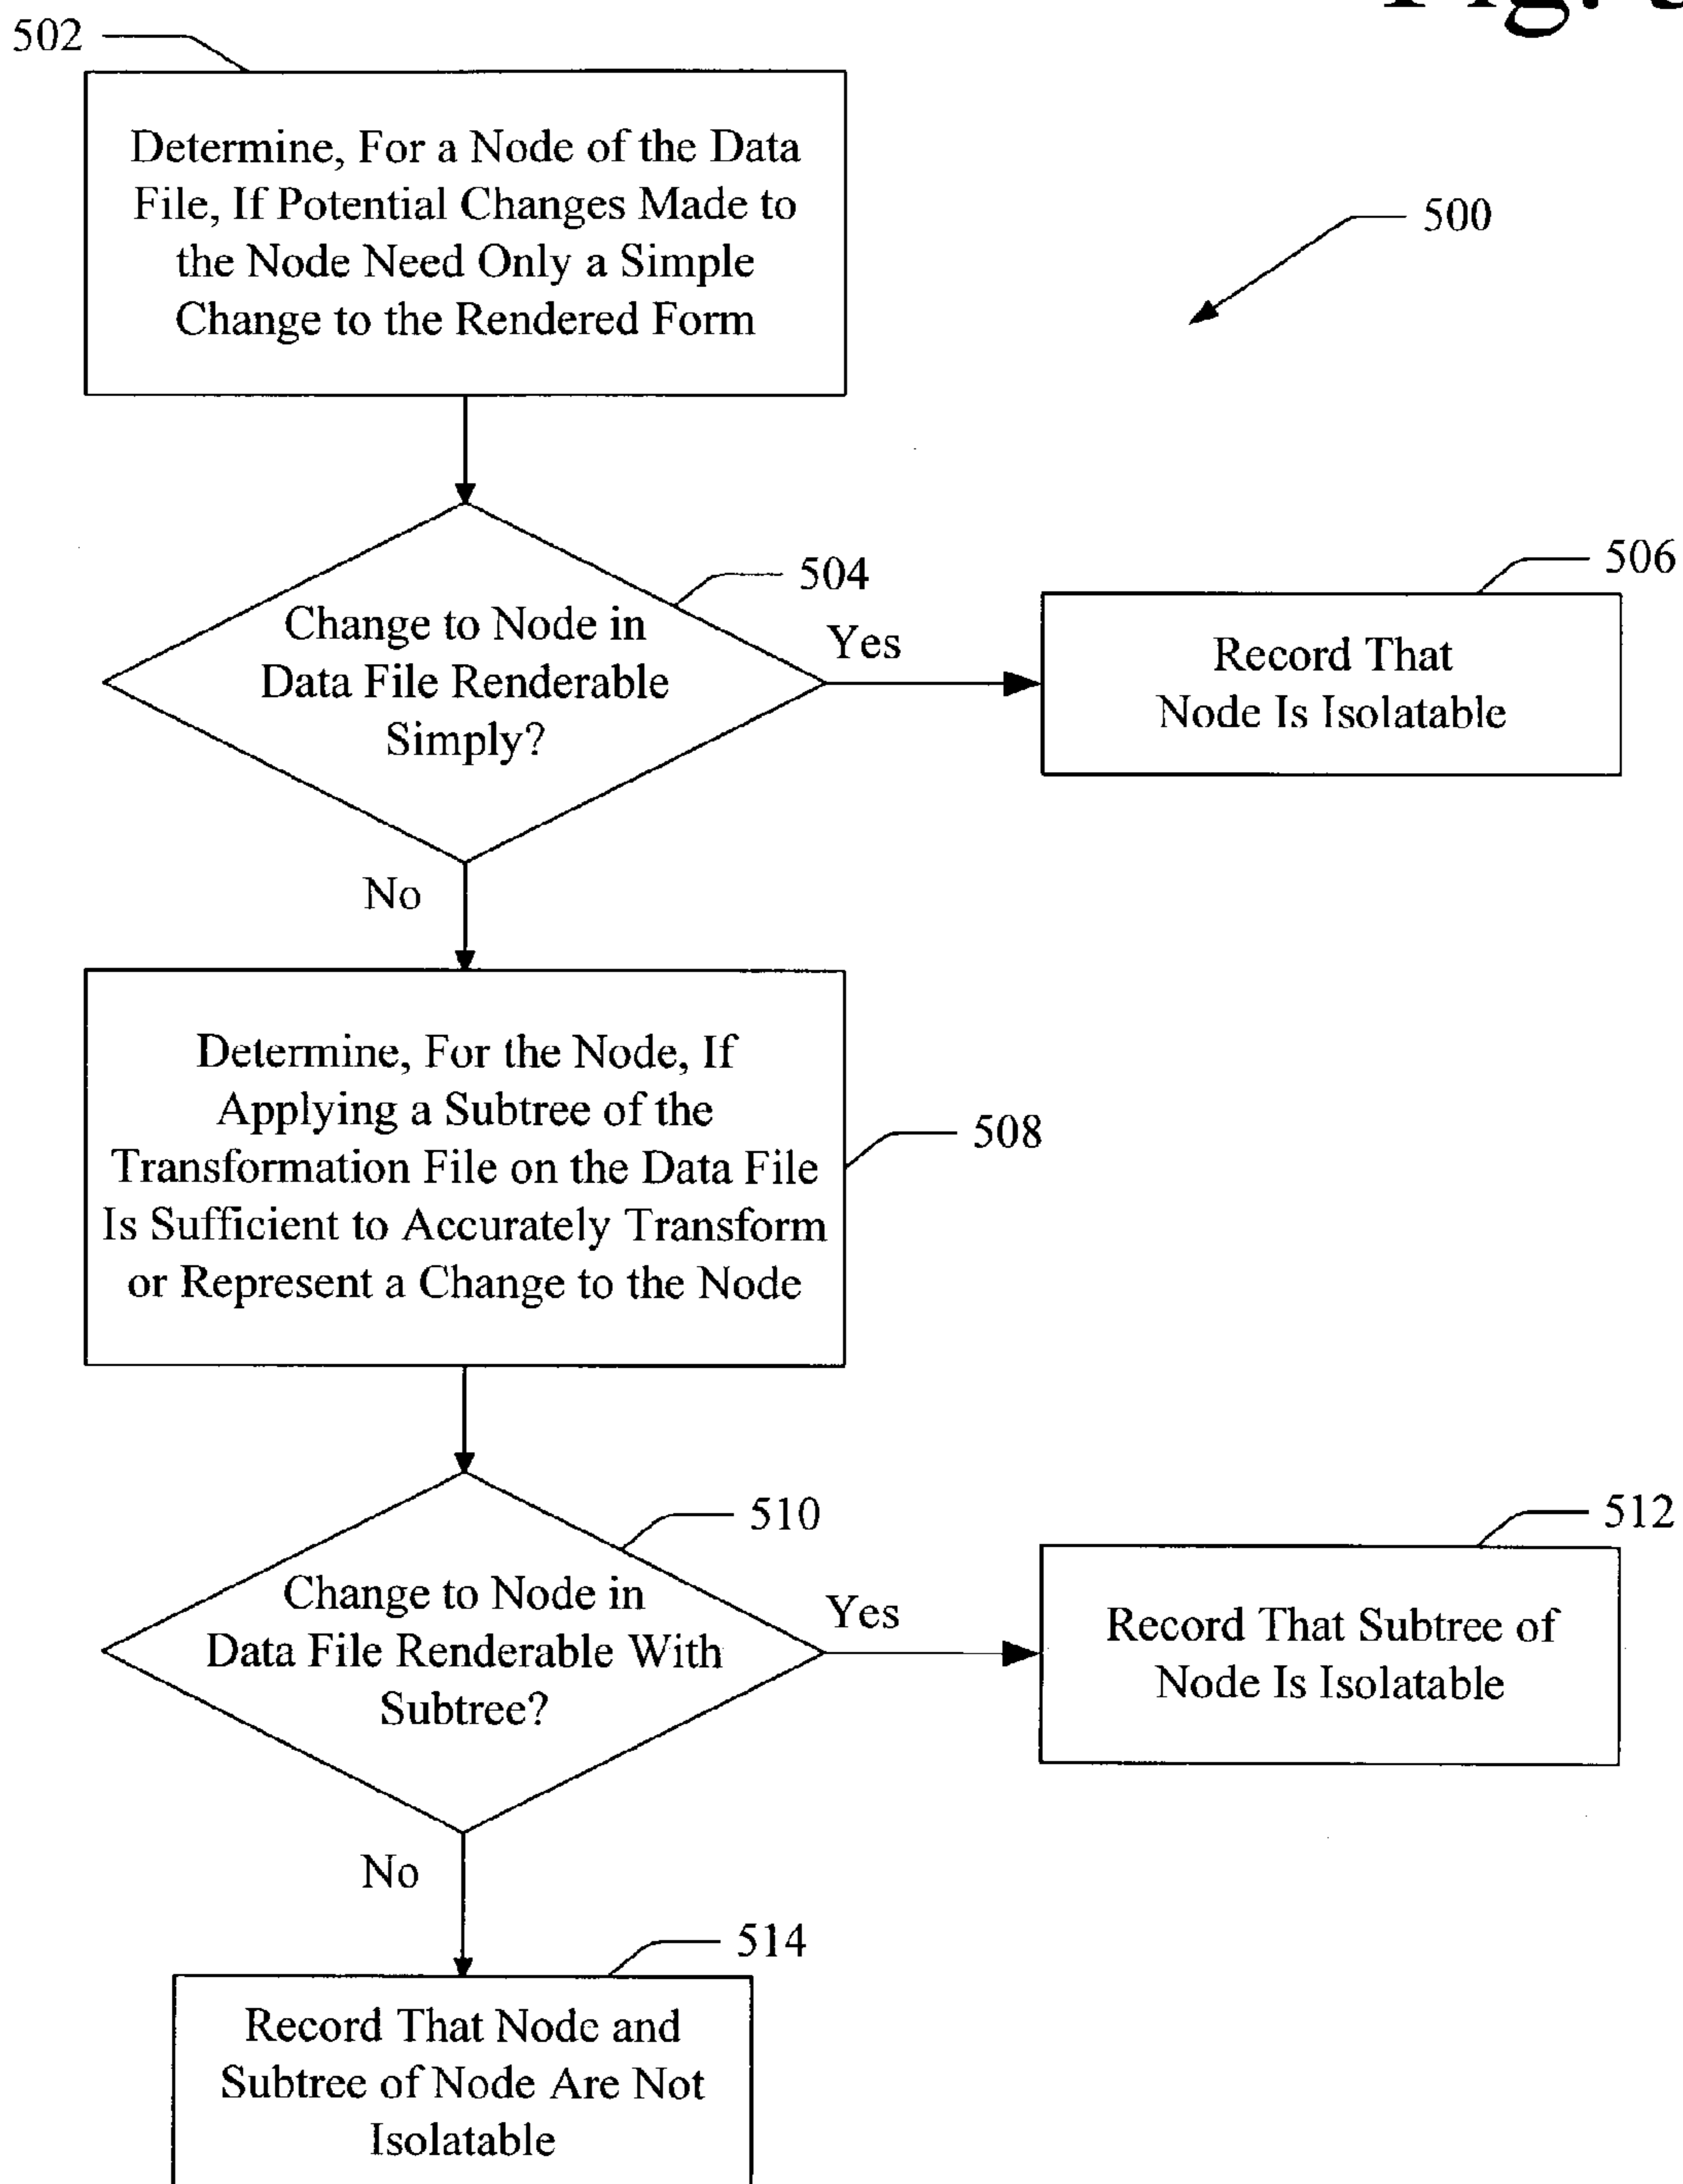 Fig.
502
Determine, For a Node of the Data
File, If Potential Changes Made to
the Node Need Only a Simple
Change to the Rendered Form
500
504
Change to Node in
Data File Renderable
Simply?
Yes
506
Record That
Node Is Isolatable
No
Determine, For the Node, If
Applying a Subtree of the
Transformation File on the Data File
Is Sufficient to Accurately Transform
or Represent a Change to the Node
508
510
Change to Node in
Data File Renderable With
Subtree?
Yes
512
Record That Subtree of
Node Is Isolatable
No
514
Record That Node and
Subtree of Node Are Not
Isolatable